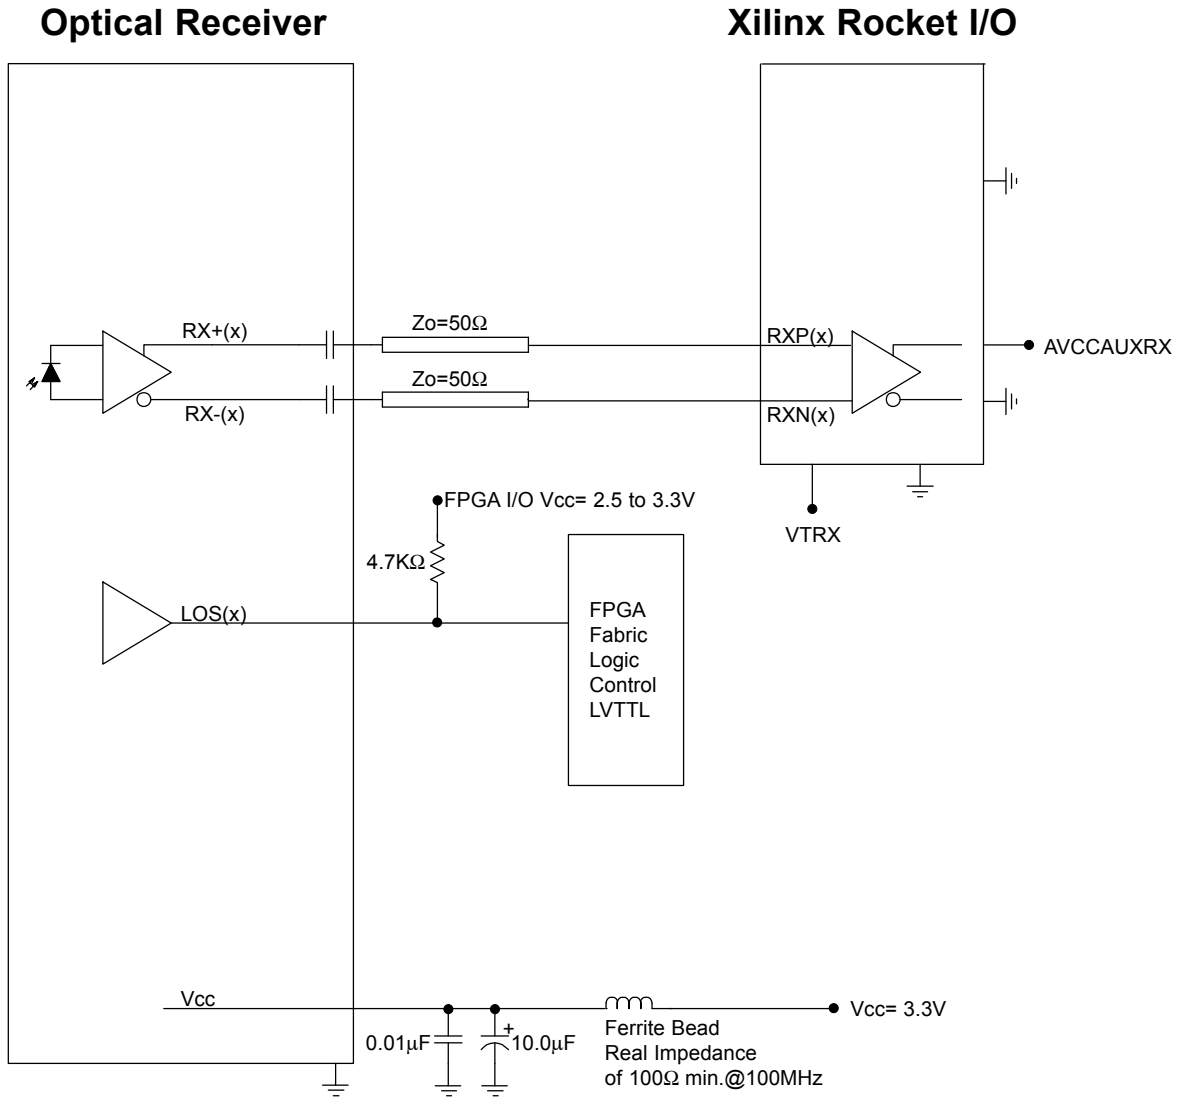 Optical Receiver
Xilinx Rocket I/O
RX+(x)
Zo=50Ω
RXP(x)
AVCCAUXRX
Zo=50Ω
RX-(x)
RXN(x)
FPGA I/O Vcc= 2.5 to 3.3V
VTRX
4.7KΩ
LOS(x)
FPGA
Fabric
Logic
Control
LVTTL
Vcc
Vcc= 3.3V
0.01µF
+
10.0µF
Ferrite Bead
Real Impedance
of 100Ω min.@100MHz